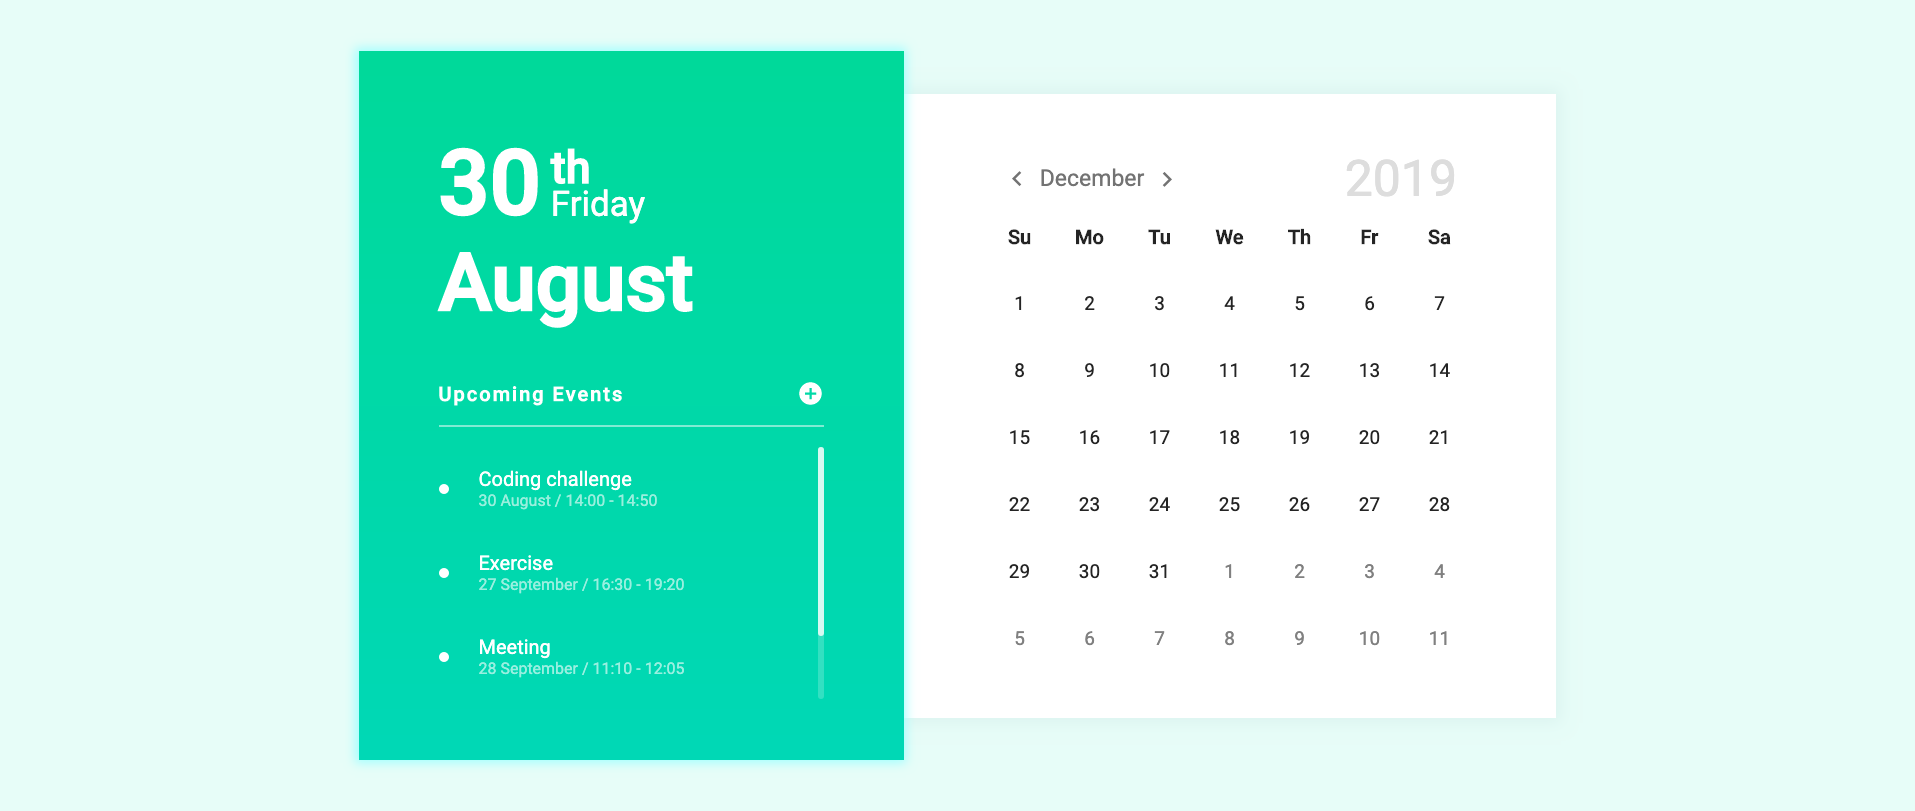 30 th
Friday
August
Upcoming Events
Coding challenge
30 August / 14:00 - 14:50
Exercise
27 September / 16:30 - 19:20
Meeting
28 September / 11:10 - 12:05
December 2019
Su Mo Tu We Th Fr Sa
1 2 3 4 5 6 7
8 9 10 11 12 13 14
15 16 17 18 19 20 21
22 23 24 25 26 27 28
29 30 31 1 2 3 4
5 6 7 8 9 10 11